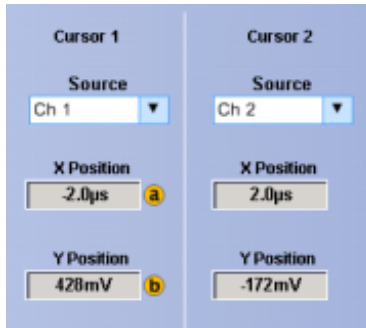 Cursor 1 Cursor 2
Source Source
Ch 1 Ch 2
X Position X Position
-2.0µs a 2.0µs
Y Position Y Position
428mV b -172mV